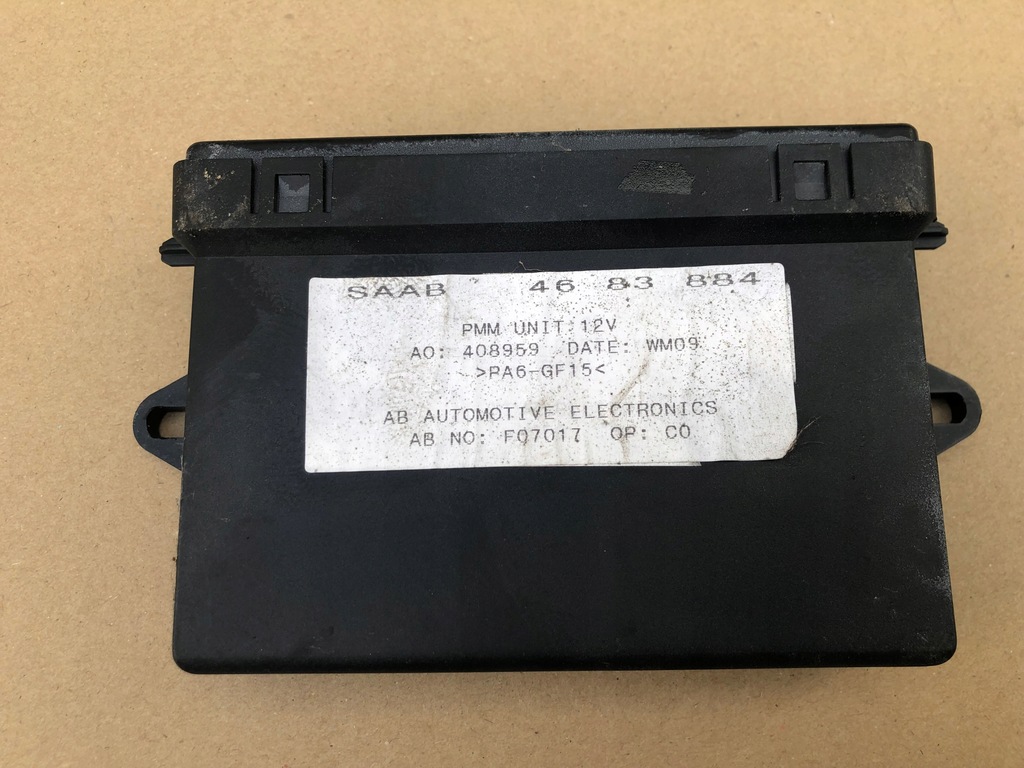 SAAB 46 83 884
PMM UNIT 12V
AO: 408959 DATE: WM09
>PA6-GF15<
AB AUTOMOTIVE ELECTRONICS
AB NO: F07017 OP: CO